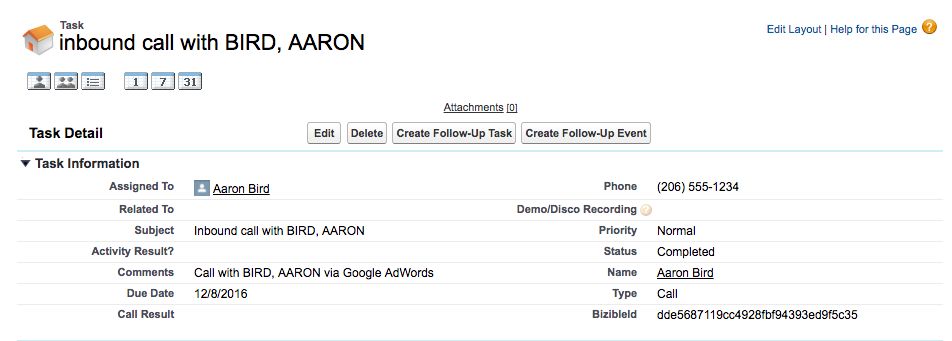 Task
inbound call with BIRD, AARON
Edit Layout | Help for this Page ?
1 7 31
Attachments [0]
Task Detail Edit Delete Create Follow-Up Task Create Follow-Up Event
Task Information
Assigned To Aaron Bird Phone (206) 555-1234
Related To Demo/Disco Recording ?
Subject Inbound call with BIRD, AARON Priority Normal
Activity Result? Status Completed
Comments Call with BIRD, AARON via Google AdWords Name Aaron Bird
Due Date 12/8/2016 Type Call
Call Result BizibleId dde5687119cc4928fbf94393ed9f5c35